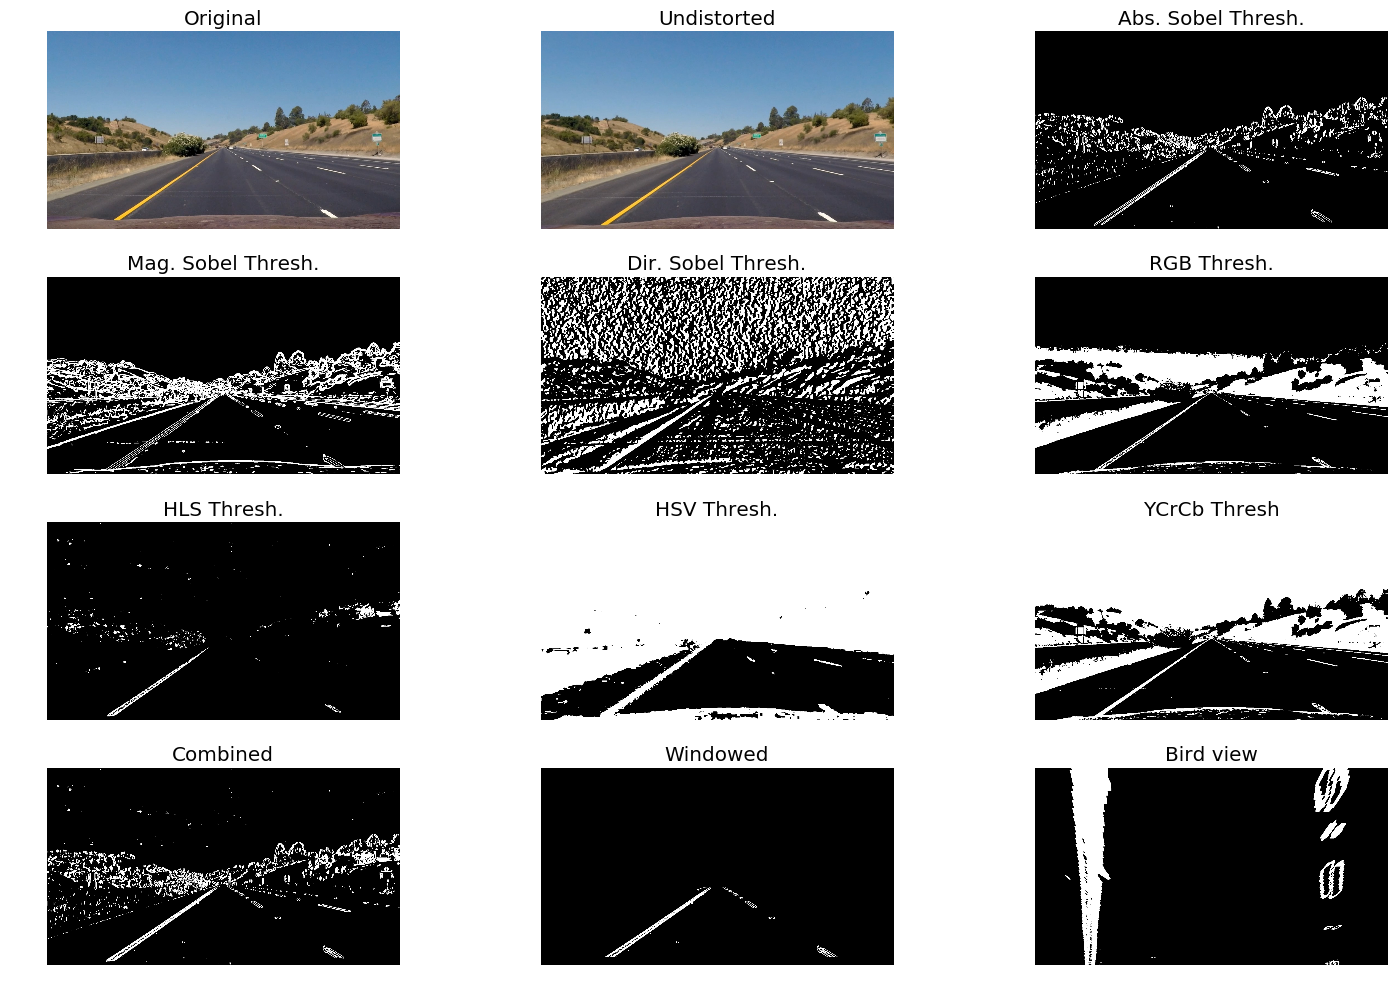 Original
Undistorted
Abs. Sobel Thresh.
Mag. Sobel Thresh.
Dir. Sobel Thresh.
RGB Thresh.
HLS Thresh.
HSV Thresh.
YCrCb Thresh
Combined
Windowed
Bird view